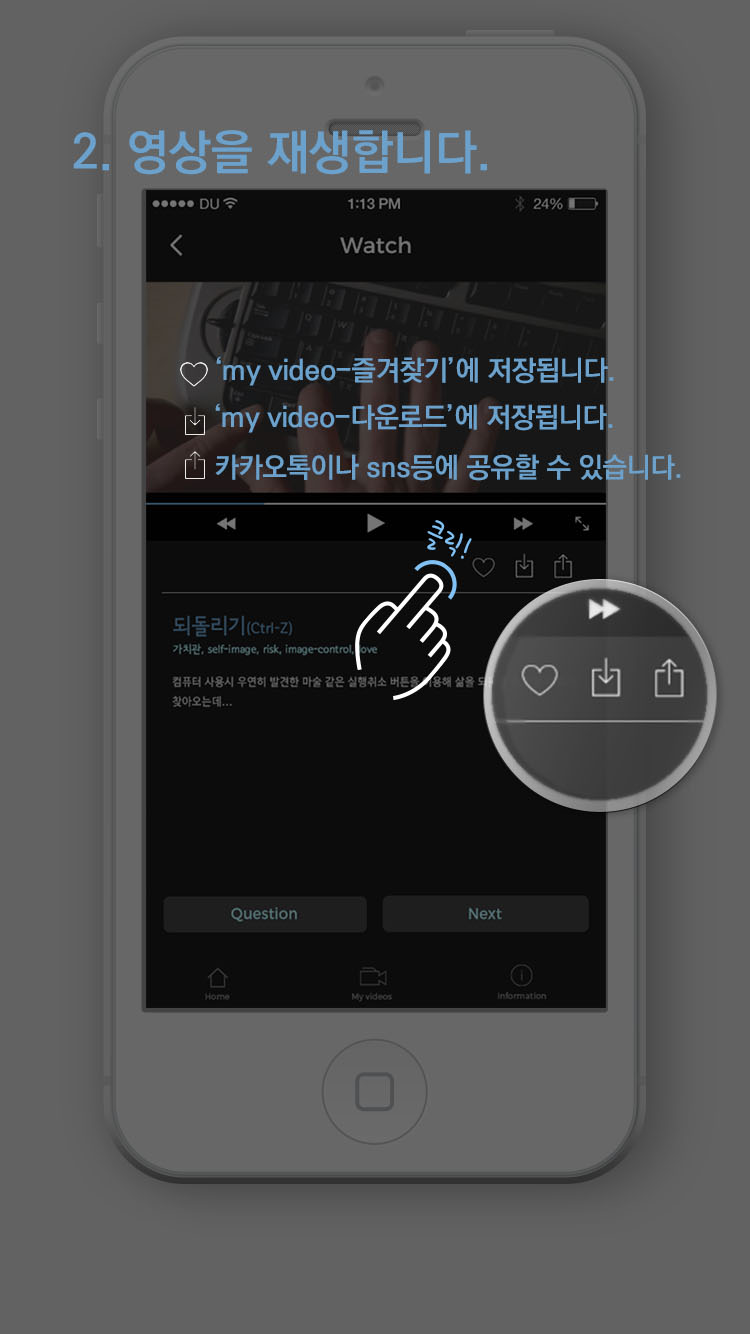 2. 영상을 재생합니다.
DU 1:13 PM 24%
Watch
‘my video-즐겨찾기’에 저장됩니다.
‘my video-다운로드’에 저장됩니다.
카카오톡이나 sns등에 공유할 수 있습니다.
클릭!
되돌리기(Ctrl-Z)
가치관, self-image, risk, image-control, love
컴퓨터 사용시 우연히 발견한 마술 같은 실행취소 버튼을 이용해 삶을
찾아오는데...
Question Next
Home My videos Information